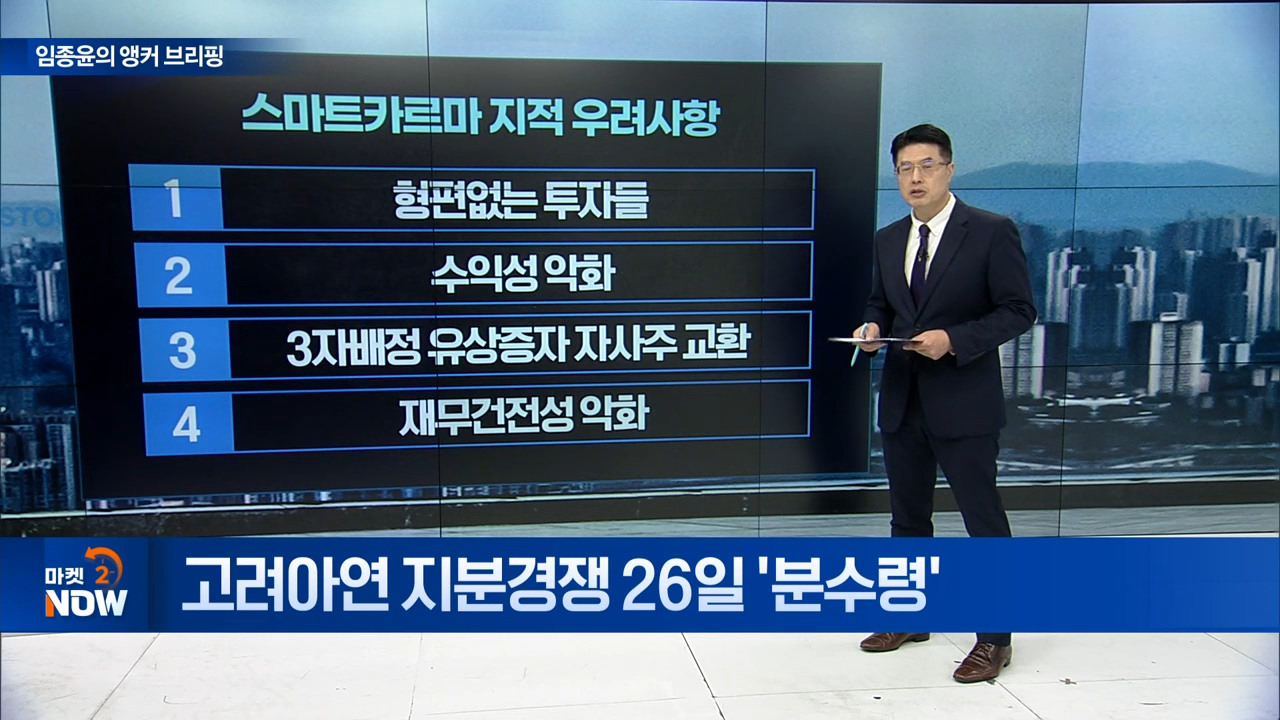 임종윤의 앵커 브리핑
스마트카르마 지적 우려사항
1 형편없는 투자들
2 수익성 악화
3 3자배정 유상증자 자사주 교환
4 재무건전성 악화
마켓 2
NOW
고려아연 지분경쟁 26일 '분수령'